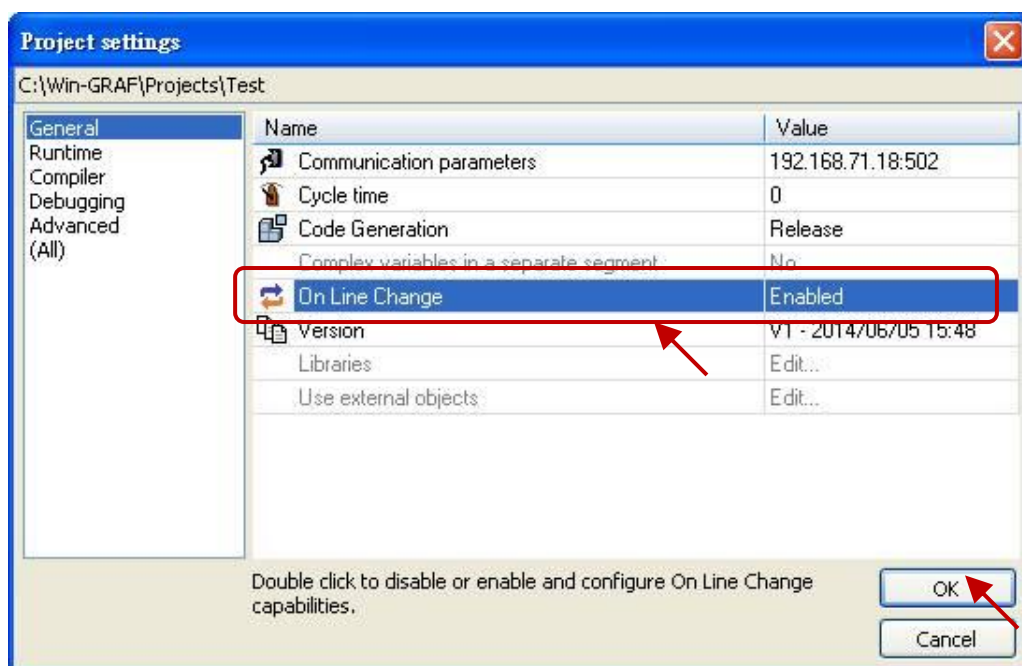 Project settings
C:\Win-GRAF\Projects\Test
General
Runtime
Compiler
Debugging
Advanced
(All)
Name Value
Communication parameters 192.168.71.18:502
Cycle time 0
Code Generation Release
Complex variables in a separate segment No
On Line Change Enabled
Version V1 - 2014/06/05 15:48
Libraries Edit...
Use external objects Edit...
Double click to disable or enable and configure On Line Change
capabilities.
OK
Cancel